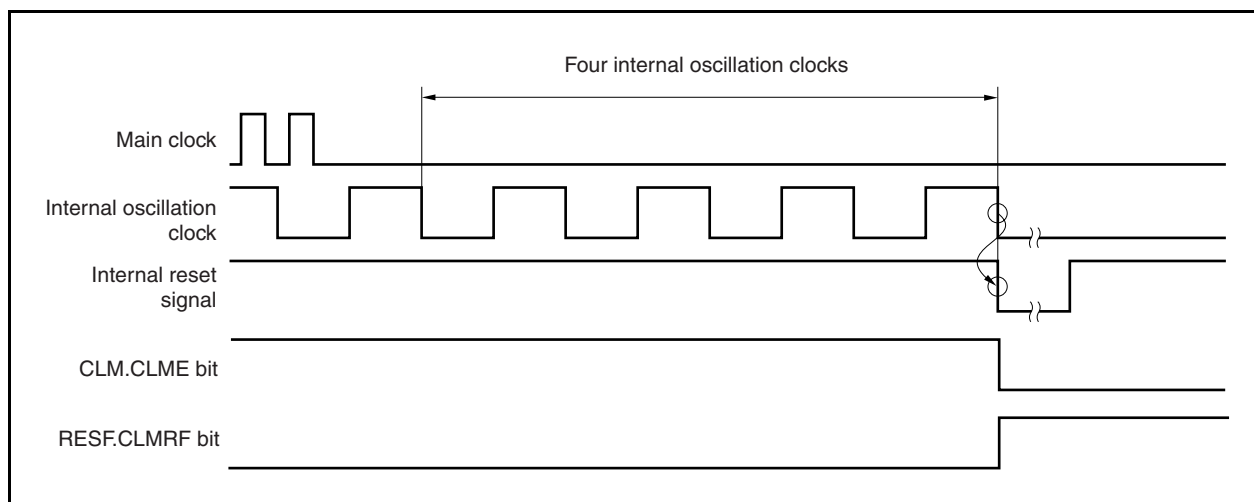 Four internal oscillation clocks
Main clock
Internal oscillation
clock
Internal reset
signal
CLM.CLME bit
RESF.CLMRF bit